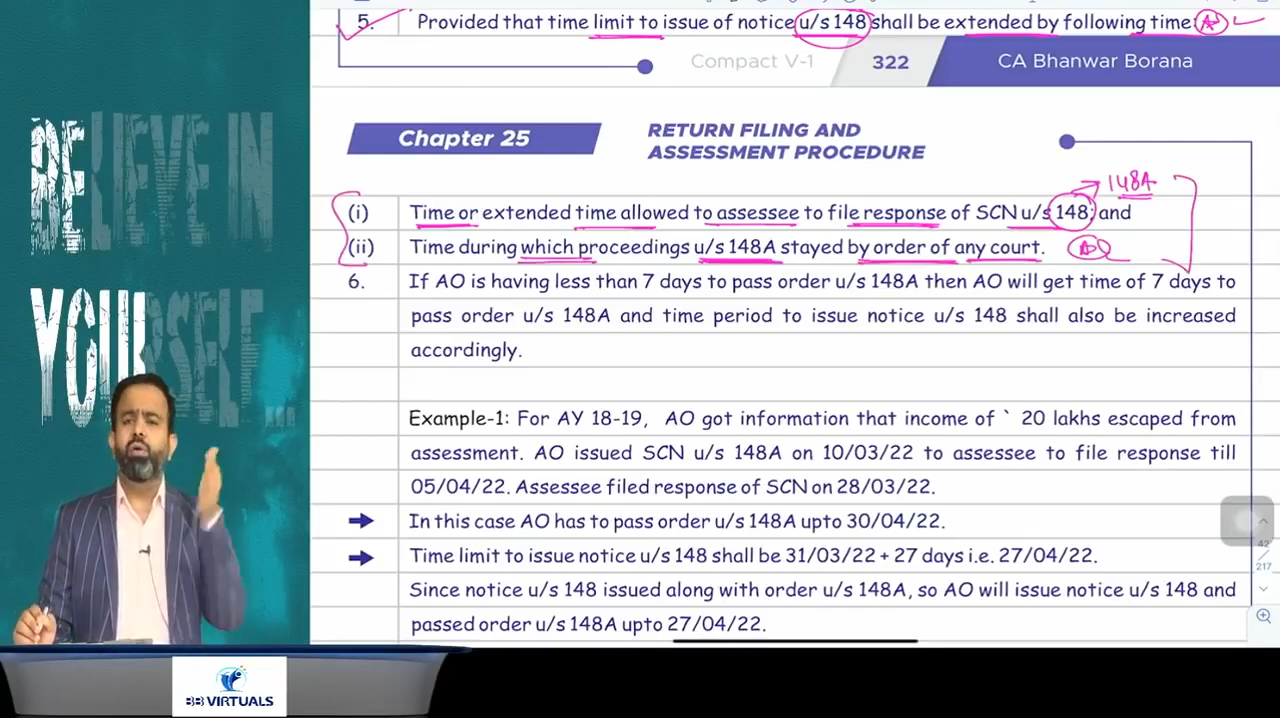 5. Provided that time limit to issue of notice u/s 148 shall be extended by following time:
Compact V-1 322 CA Bhanwar Borana
BELIEVE IN
YOURSELF...
Chapter 25
RETURN FILING AND
ASSESSMENT PROCEDURE
148A
(i) Time or extended time allowed to assessee to file response of SCN u/s 148; and
(ii) Time during which proceedings u/s 148A stayed by order of any court.
6. If AO is having less than 7 days to pass order u/s 148A then AO will get time of 7 days to
pass order u/s 148A and time period to issue notice u/s 148 shall also be increased
accordingly.
Example-1: For AY 18-19, AO got information that income of ` 20 lakhs escaped from
assessment. AO issued SCN u/s 148A on 10/03/22 to assessee to file response till
05/04/22. Assessee filed response of SCN on 28/03/22.
In this case AO has to pass order u/s 148A upto 30/04/22.
Time limit to issue notice u/s 148 shall be 31/03/22 + 27 days i.e. 27/04/22.
Since notice u/s 148 issued along with order u/s 148A, so AO will issue notice u/s 148 and
passed order u/s 148A upto 27/04/22.
42
217
BB VIRTUALS